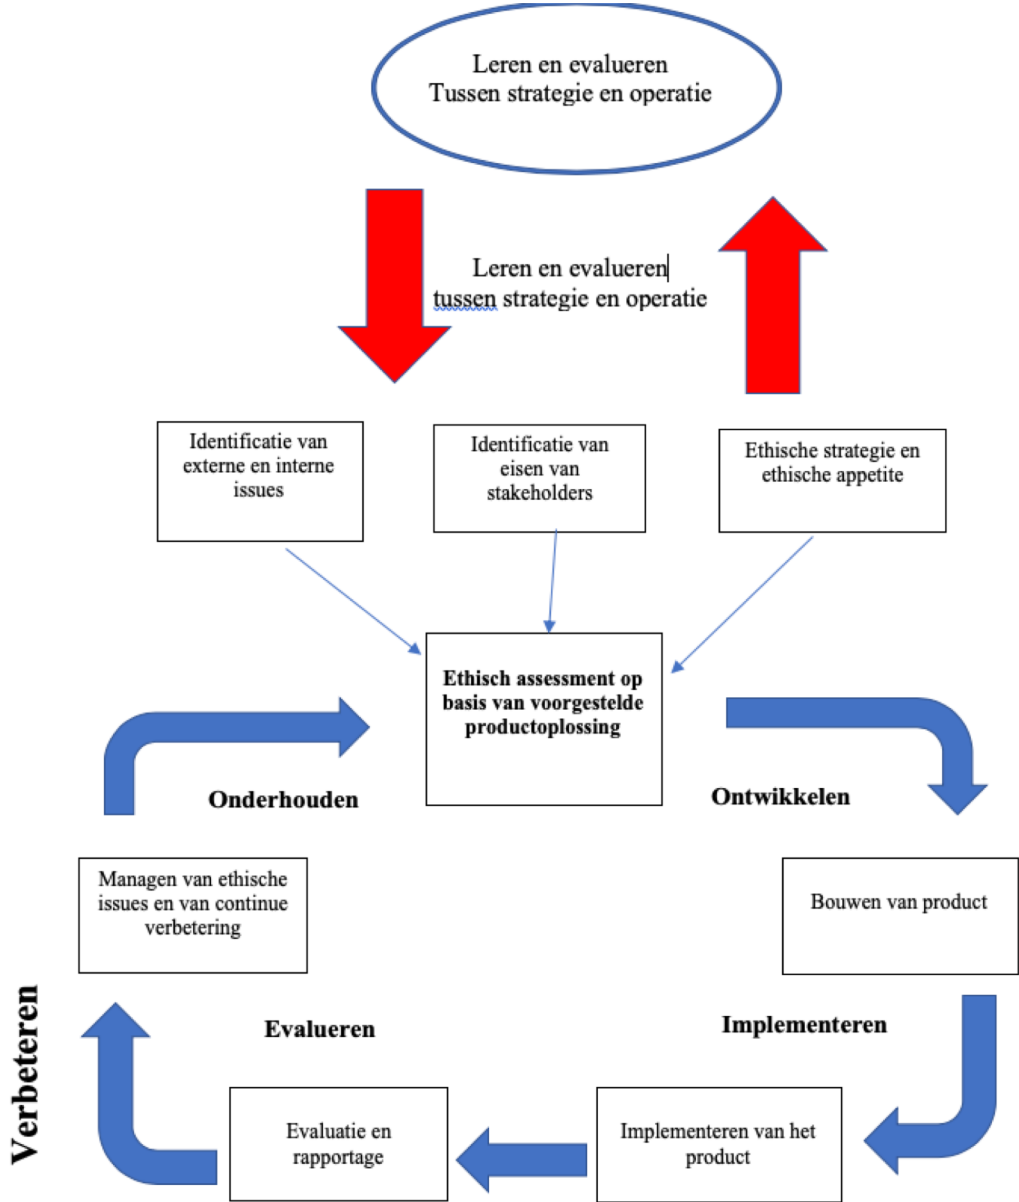 Leren en evalueren
Tussen strategie en operatie
Leren en evalueren
tussen strategie en operatie
Identificatie van
externe en interne
issues
Identificatie van
eisen van
stakeholders
Ethische strategie en
ethische appetite
Ethisch assessment op
basis van voorgestelde
productoplossing
Onderhouden
Ontwikkelen
Managen van ethische
issues en van continue
verbetering
Bouwen van product
Verbeteren
Evalueren
Implementeren
Evaluatie en
rapportage
Implementeren van het
product